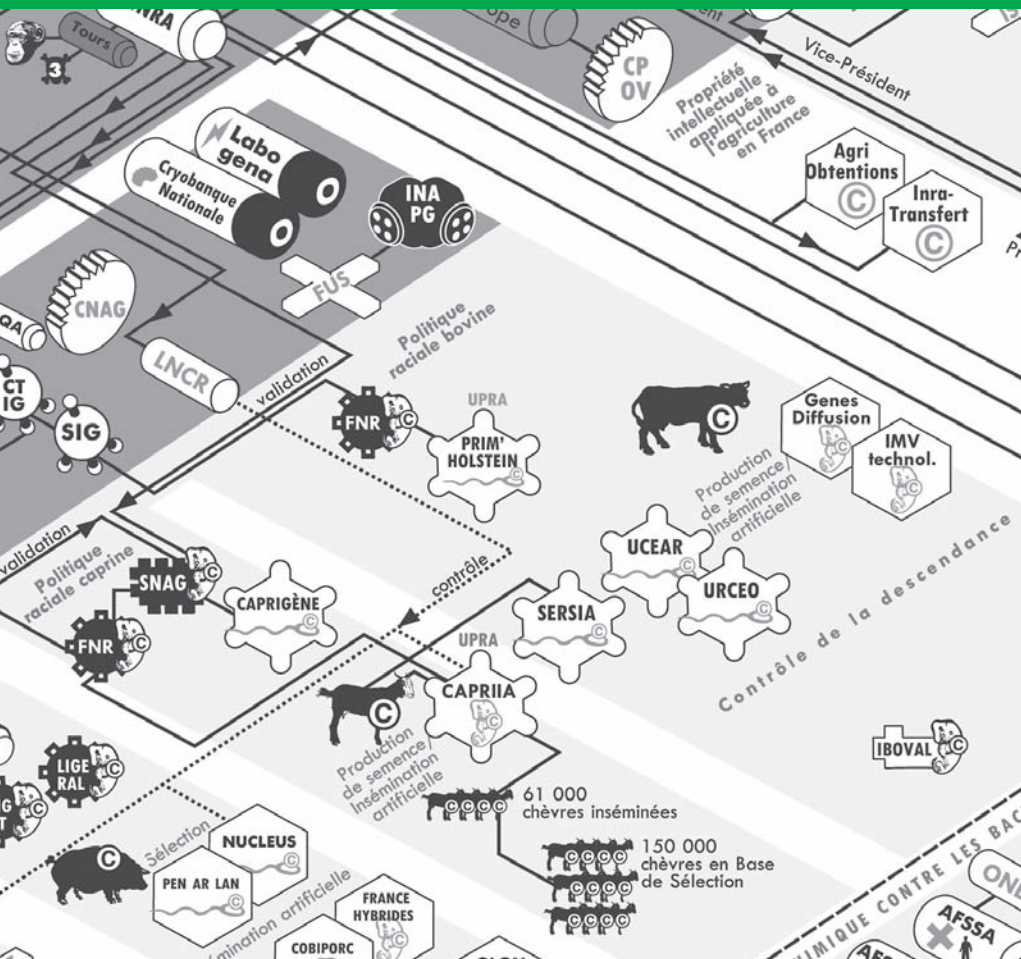 Tours
3
CP
OV
Vice-Président
Propriété
intellectuelle
appliquée à
l'agriculture
en France
Agri
Obtentions
©
Inra-
Transfert
©
Labo
gena
Cryobanque
Nationale
INA
PG
FUS
CNAG
QA
LNCR
CT
IG
SIG
validation
Politique
raciale bovine
FNR
©
UPRA
PRIM'
HOLSTEIN
©
©
Genes
Diffusion
©
IMV
technol.
©
Production
de semence/
Insémination
artificielle
validation
Politique
raciale caprine
SNAG
©
FNR
©
CAPRIGÈNE
©
contrôle
UCEAR
©
URCEO
©
SERSIA
©
Contrôle de la descendance
UPRA
CAPRIIA
©
©
Production
de semence/
Insémination
artificielle
IBOVAL
©
LIGE
RAL
©
©
©©©©
61 000
chèvres inséminées
©©©©
©©©©
©©©©
150 000
chèvres en Base
de Sélection
©
Sélection
NUCLEUS
©
PEN AR LAN
©
FRANCE
HYBRIDES
©
COBIPORC
AFSSA